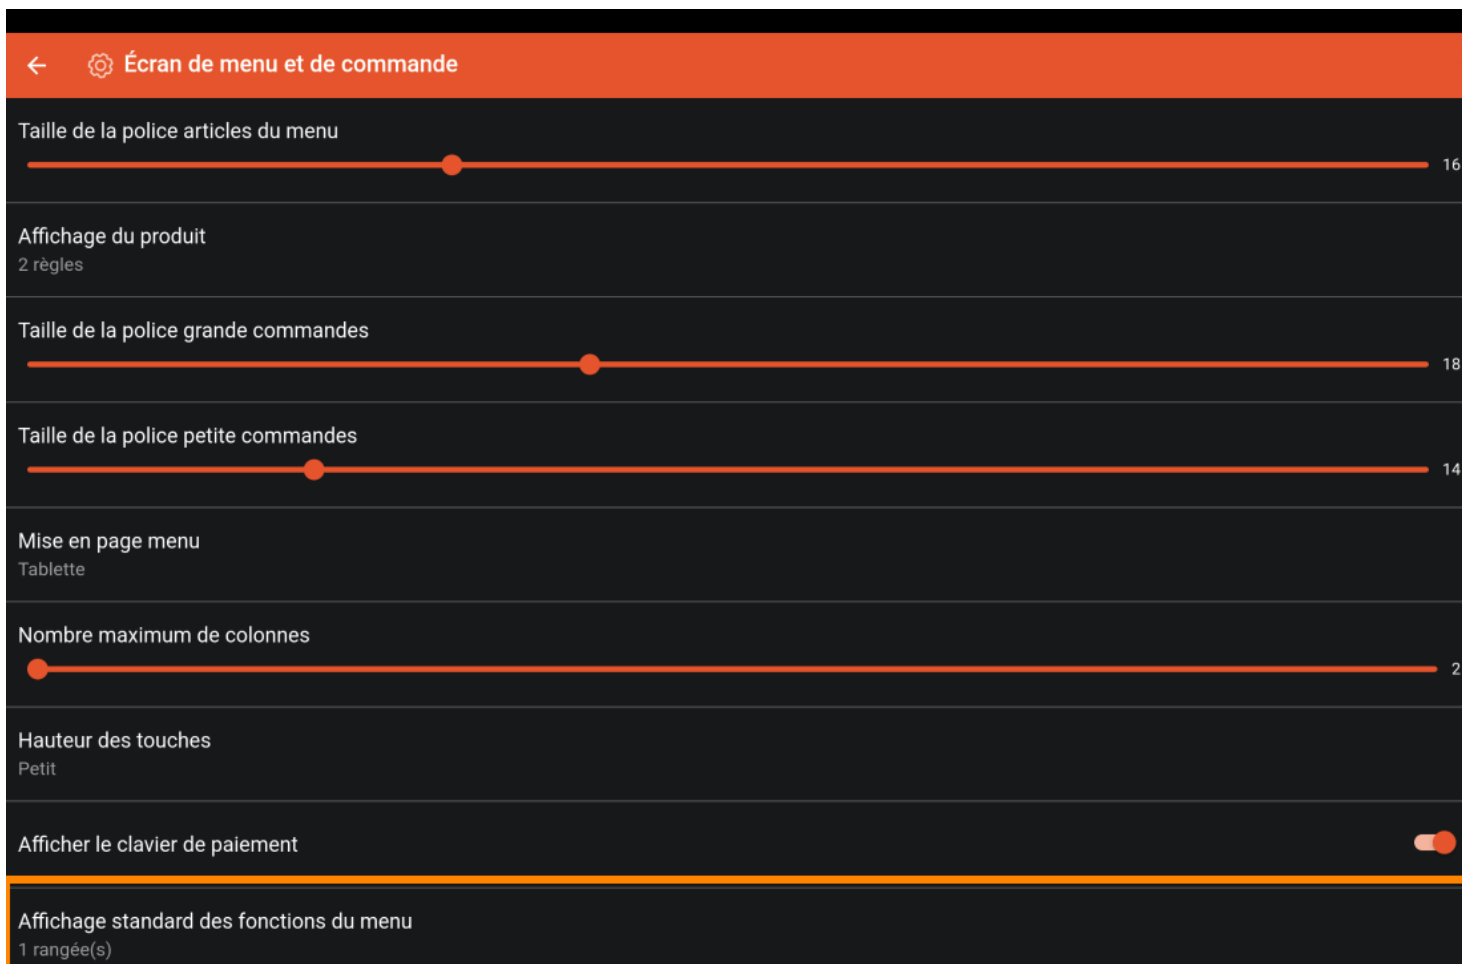 Écran de menu et de commande
Taille de la police articles du menu
16
Affichage du produit
2 règles
Taille de la police grande commandes
18
Taille de la police petite commandes
14
Mise en page menu
Tablette
Nombre maximum de colonnes
2
Hauteur des touches
Petit
Afficher le clavier de paiement
Affichage standard des fonctions du menu
1 rangée(s)